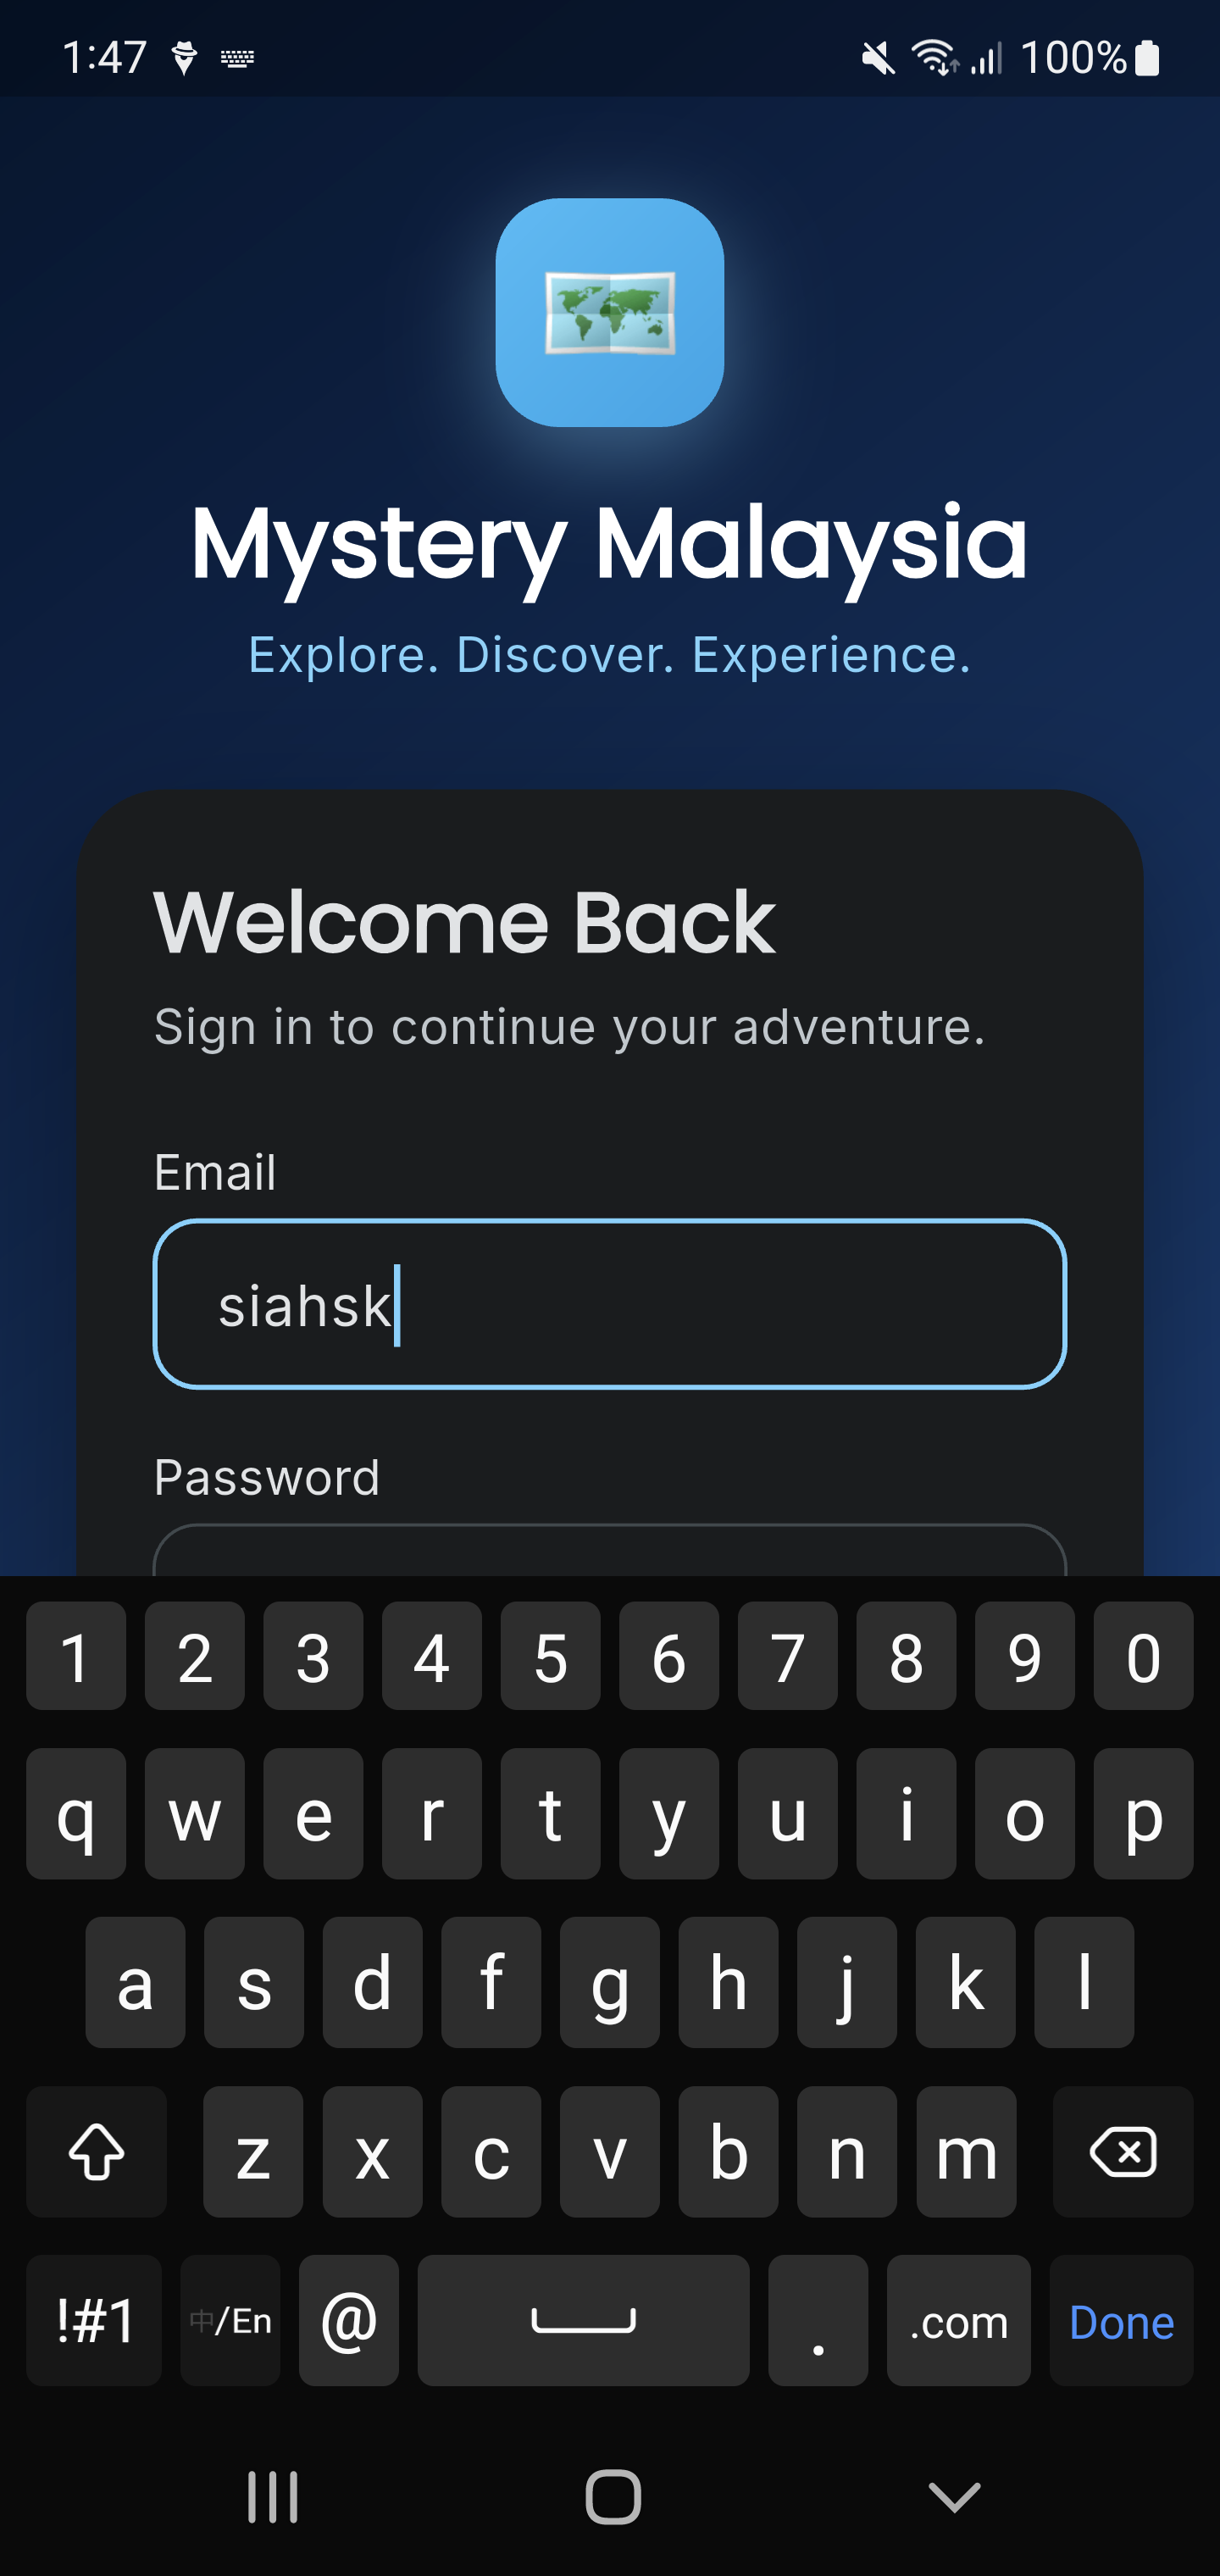 1:47 100%
Mystery Malaysia
Explore. Discover. Experience.
Welcome Back
Sign in to continue your adventure.
Email
siahsk
Password
1 2 3 4 5 6 7 8 9 0
q w e r t y u i o p
a s d f g h j k l
z x c v b n m
!#1 中/En @ . .com Done